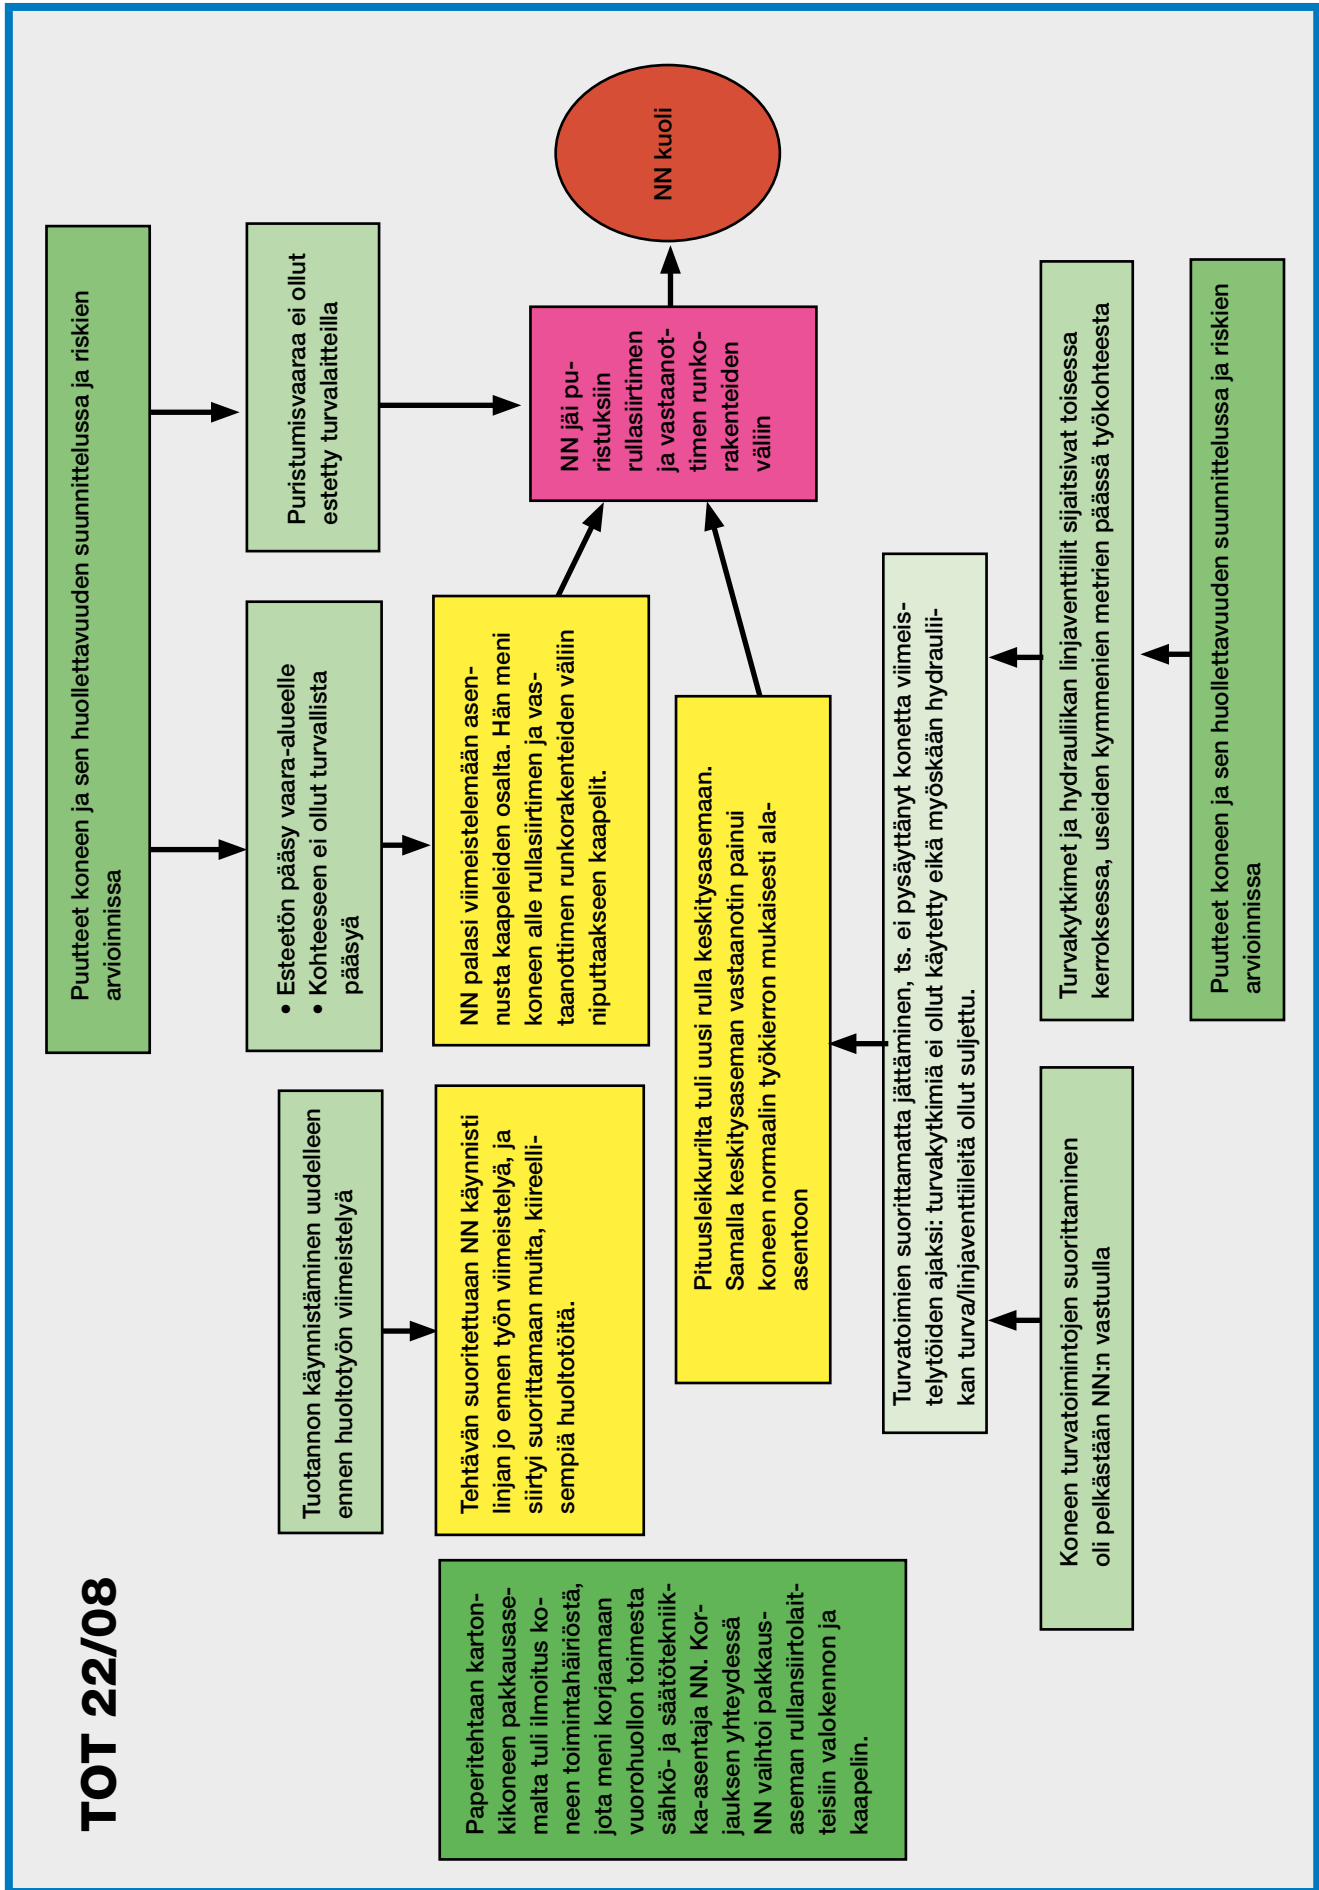 TOT 22/08
Paperitehtaan karton-
kikoneen pakkausase-
malta tuli ilmoitus ko-
neen toimintahäiriöstä,
jota meni korjaamaan
vuorohuollon toimesta
sähkö- ja säätötekniik-
ka-asentaja NN. Kor-
jauksen yhteydessä
NN vaihtoi pakkaus-
aseman rullansiirtolait-
teisiin valokennon ja
kaapelin.
Tuotannon käynnistäminen uudelleen
ennen huoltotyön viimeistelyä
Tehtävän suoritettuaan NN käynnisti
linjan jo ennen työn viimeistelyä, ja
siirtyi suorittamaan muita, kiireelli-
sempiä huoltotöitä.
Puutteet koneen ja sen huollettavuuden suunnittelussa ja riskien
arvioinnissa
• Esteetön pääsy vaara-alueelle
• Kohteeseen ei ollut turvallista
pääsyä
NN palasi viimeistelemään asen-
nusta kaapeleiden osalta. Hän meni
koneen alle rullasiirtimen ja vas-
taanottimen runkorakenteiden väliin
niputtaakseen kaapelit.
Puristumisvaaraa ei ollut
estetty turvalaitteilla
Pituusleikkurilta tuli uusi rulla keskitysasemaan.
Samalla keskitysaseman vastaanotin painui
koneen normaalin työkierron mukaisesti ala-
asentoon
NN jäi pu-
ristuksiin
rullasiirtimen
ja vastaanot-
timen runko-
rakenteiden
väliin
NN kuoli
Turvatoimien suorittamatta jättäminen, ts. ei pysäyttänyt konetta viimeis-
telytöiden ajaksi: turvakytkimiä ei ollut käytetty eikä myöskään hydraulii-
kan turva/linjaventtiileitä ollut suljettu.
Koneen turvatoimintojen suorittaminen
oli pelkästään NN:n vastuulla
Turvakytkimet ja hydrauliikan linjaventtiilit sijaitsivat toisessa
kerroksessa, useiden kymmenien metrien päässä työkohteesta
Puutteet koneen ja sen huollettavuuden suunnittelussa ja riskien
arvioinnissa